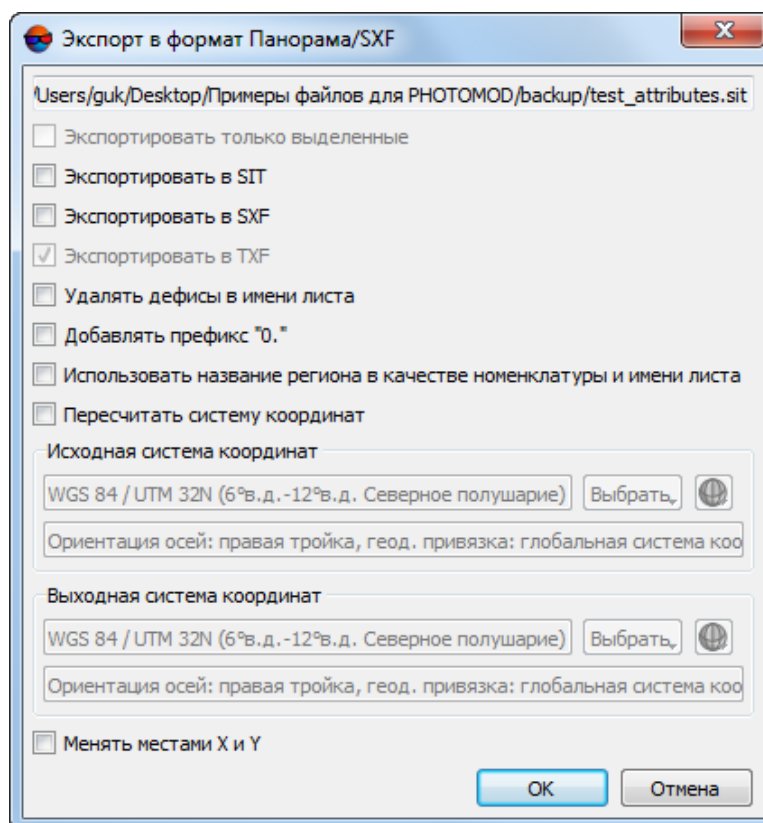 Экспорт в формат Панорама/SXF
/Users/guk/Desktop/Примеры файлов для PHOTOMOD/backup/test_attributes.sit
Экспортировать только выделенные
Экспортировать в SIT
Экспортировать в SXF
Экспортировать в TXF
Удалять дефисы в имени листа
Добавлять префикс "0."
Использовать название региона в качестве номенклатуры и имени листа
Пересчитать систему координат
Исходная система координат
WGS 84 / UTM 32N (6°в.д.-12°в.д. Северное полушарие) Выбрать
Ориентация осей: правая тройка, геод. привязка: глобальная система коо
Выходная система координат
WGS 84 / UTM 32N (6°в.д.-12°в.д. Северное полушарие) Выбрать
Ориентация осей: правая тройка, геод. привязка: глобальная система коо
Менять местами X и Y
OK Отмена